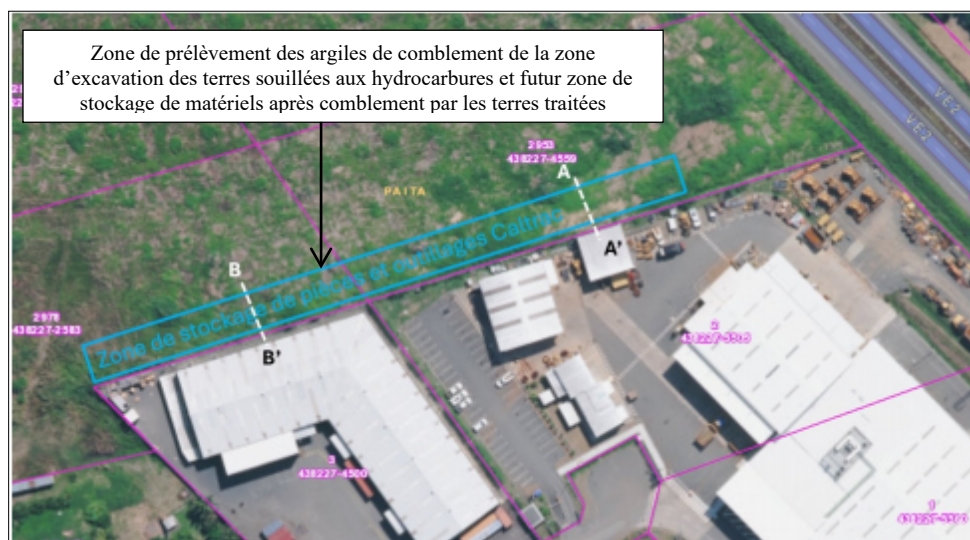 Zone de prélèvement des argiles de comblement de la zone
d'excavation des terres souillées aux hydrocarbures et futur zone de
stockage de matériels après comblement par les terres traitées
VE2
VE2
2953
438227-4559
A
PAITA
A'
B
Zone de stockage de pièces et outillages Caltrac
2978
438227-2583
B'
2
3
438227-4500
1